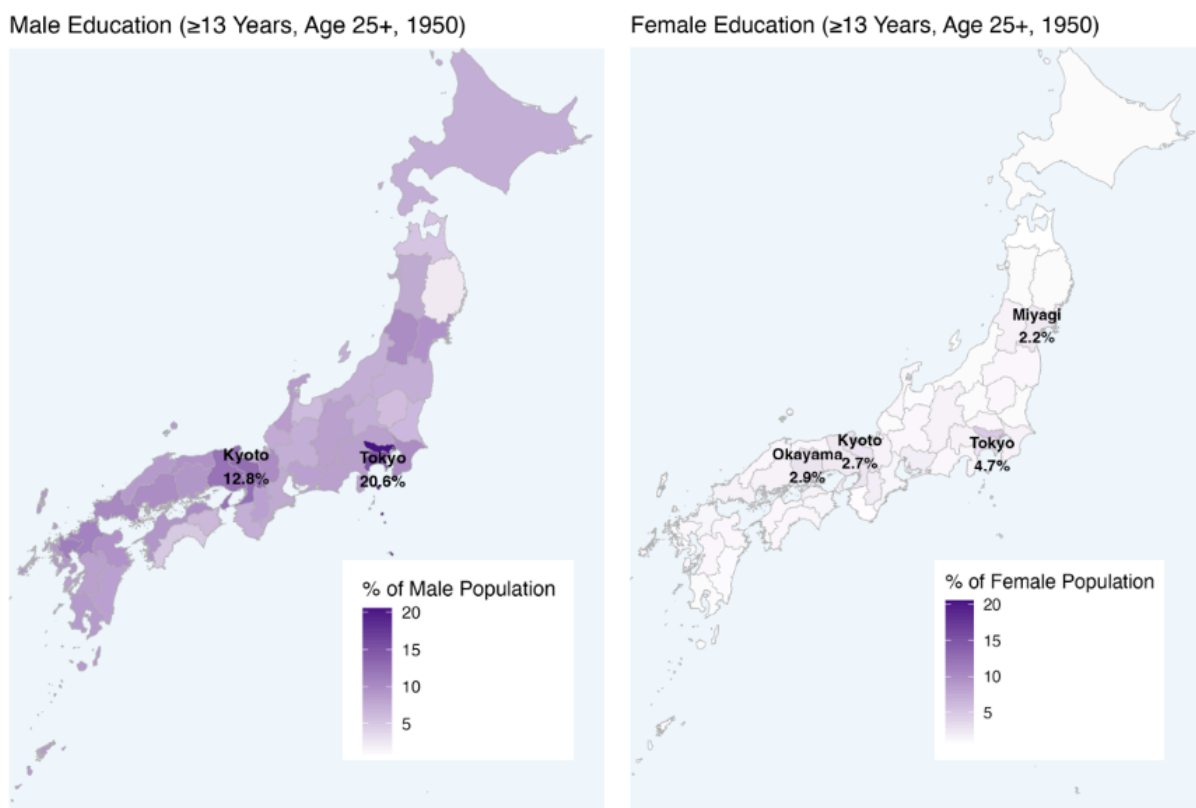 Male Education (≥13 Years, Age 25+, 1950)
Kyoto
12.8%
Tokyo
20.6%
% of Male Population
20
15
10
5
Female Education (≥13 Years, Age 25+, 1950)
Miyagi
2.2%
Kyoto
2.7%
Okayama
2.9%
Tokyo
4.7%
% of Female Population
20
15
10
5